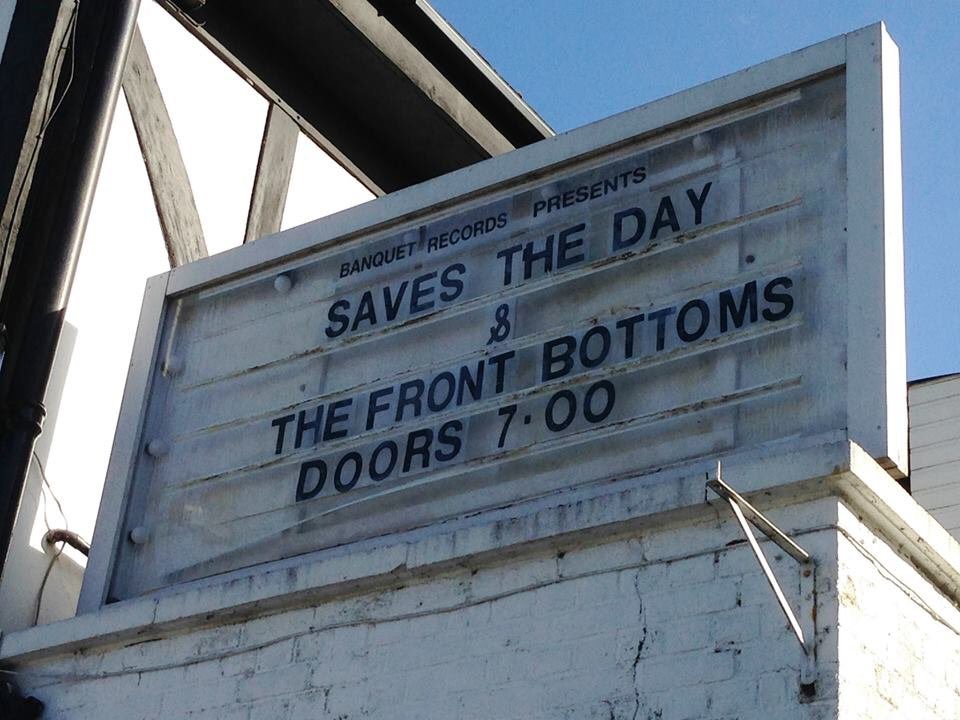 BANQUET RECORDS PRESENTS
SAVES THE DAY
&
THE FRONT BOTTOMS
DOORS 7·00